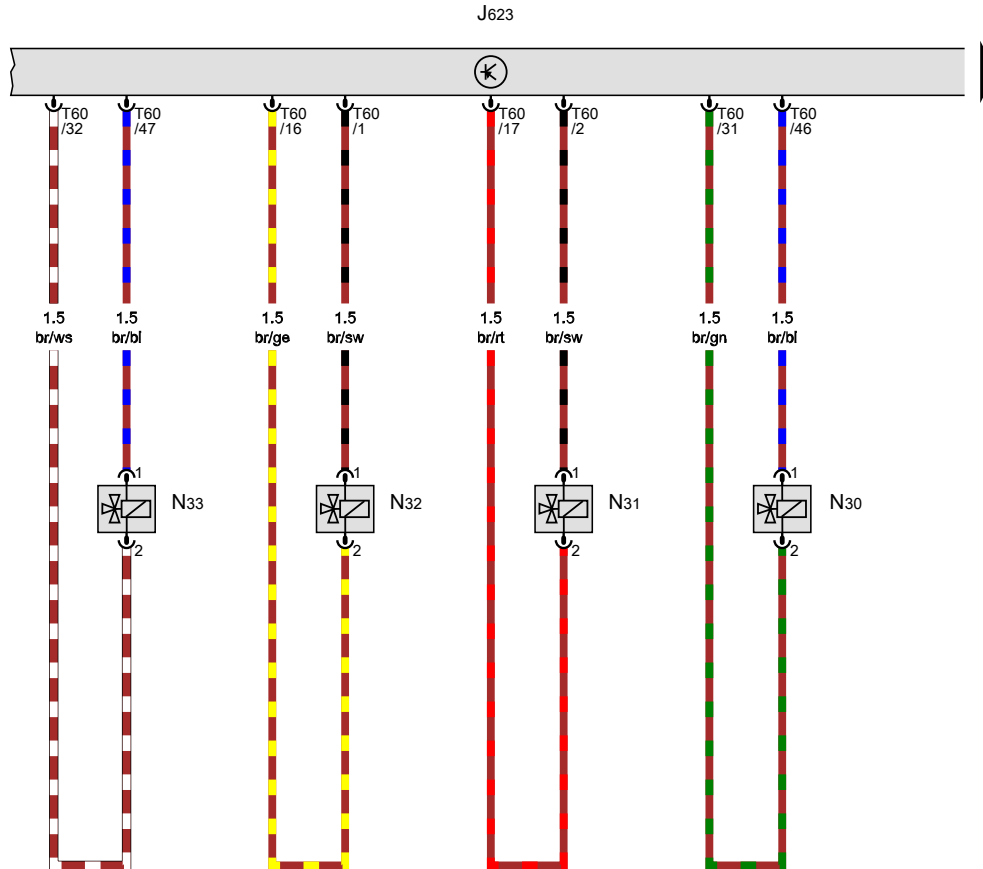 J623
T60 T60 T60 T60 T60 T60 T60 T60
/32 /47 /16 /1 /17 /2 /31 /46
1.5 1.5 1.5 1.5 1.5 1.5 1.5 1.5
br/ws br/bl br/ge br/sw br/rt br/sw br/gn br/bl
1 1 1 1
N33 N32 N31 N30
2 2 2 2